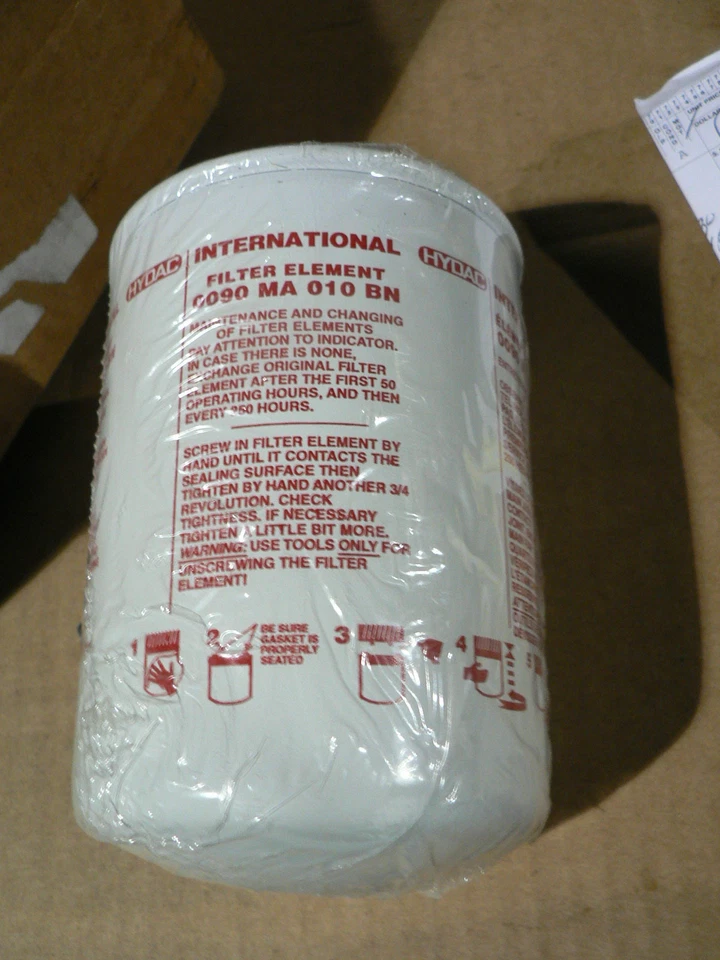 HYDAC
INTERNATIONAL
HYDAC
FILTER ELEMENT
0090 MA 010 BN
MAINTENANCE AND CHANGING
OF FILTER ELEMENTS
PAY ATTENTION TO INDICATOR.
IN CASE THERE IS NONE,
EXCHANGE ORIGINAL FILTER
ELEMENT AFTER THE FIRST 50
OPERATING HOURS, AND THEN
EVERY 250 HOURS.
SCREW IN FILTER ELEMENT BY
HAND UNTIL IT CONTACTS THE
SEALING SURFACE THEN
TIGHTEN BY HAND ANOTHER 3/4
REVOLUTION. CHECK
TIGHTNESS. IF NECESSARY
TIGHTEN A LITTLE BIT MORE.
WARNING: USE TOOLS ONLY FOR
UNSCREWING THE FILTER
ELEMENT!
1
2
BE SURE
GASKET IS
PROPERLY
SEATED
3
4
5